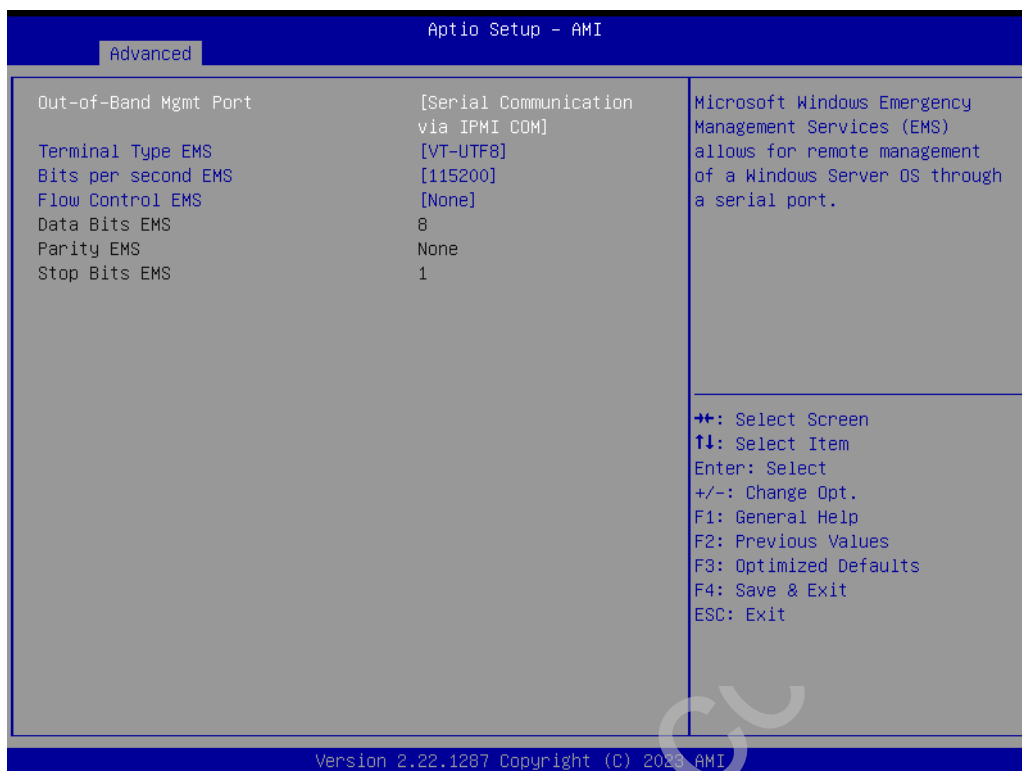 Aptio Setup – AMI
Advanced
Out-of-Band Mgmt Port [Serial Communication
via IPMI COM]
Terminal Type EMS [VT-UTF8]
Bits per second EMS [115200]
Flow Control EMS [None]
Data Bits EMS 8
Parity EMS None
Stop Bits EMS 1
Microsoft Windows Emergency
Management Services (EMS)
allows for remote management
of a Windows Server OS through
a serial port.
→←: Select Screen
↑↓: Select Item
Enter: Select
+/-: Change Opt.
F1: General Help
F2: Previous Values
F3: Optimized Defaults
F4: Save & Exit
ESC: Exit
Version 2.22.1287 Copyright (C) 2023 AMI